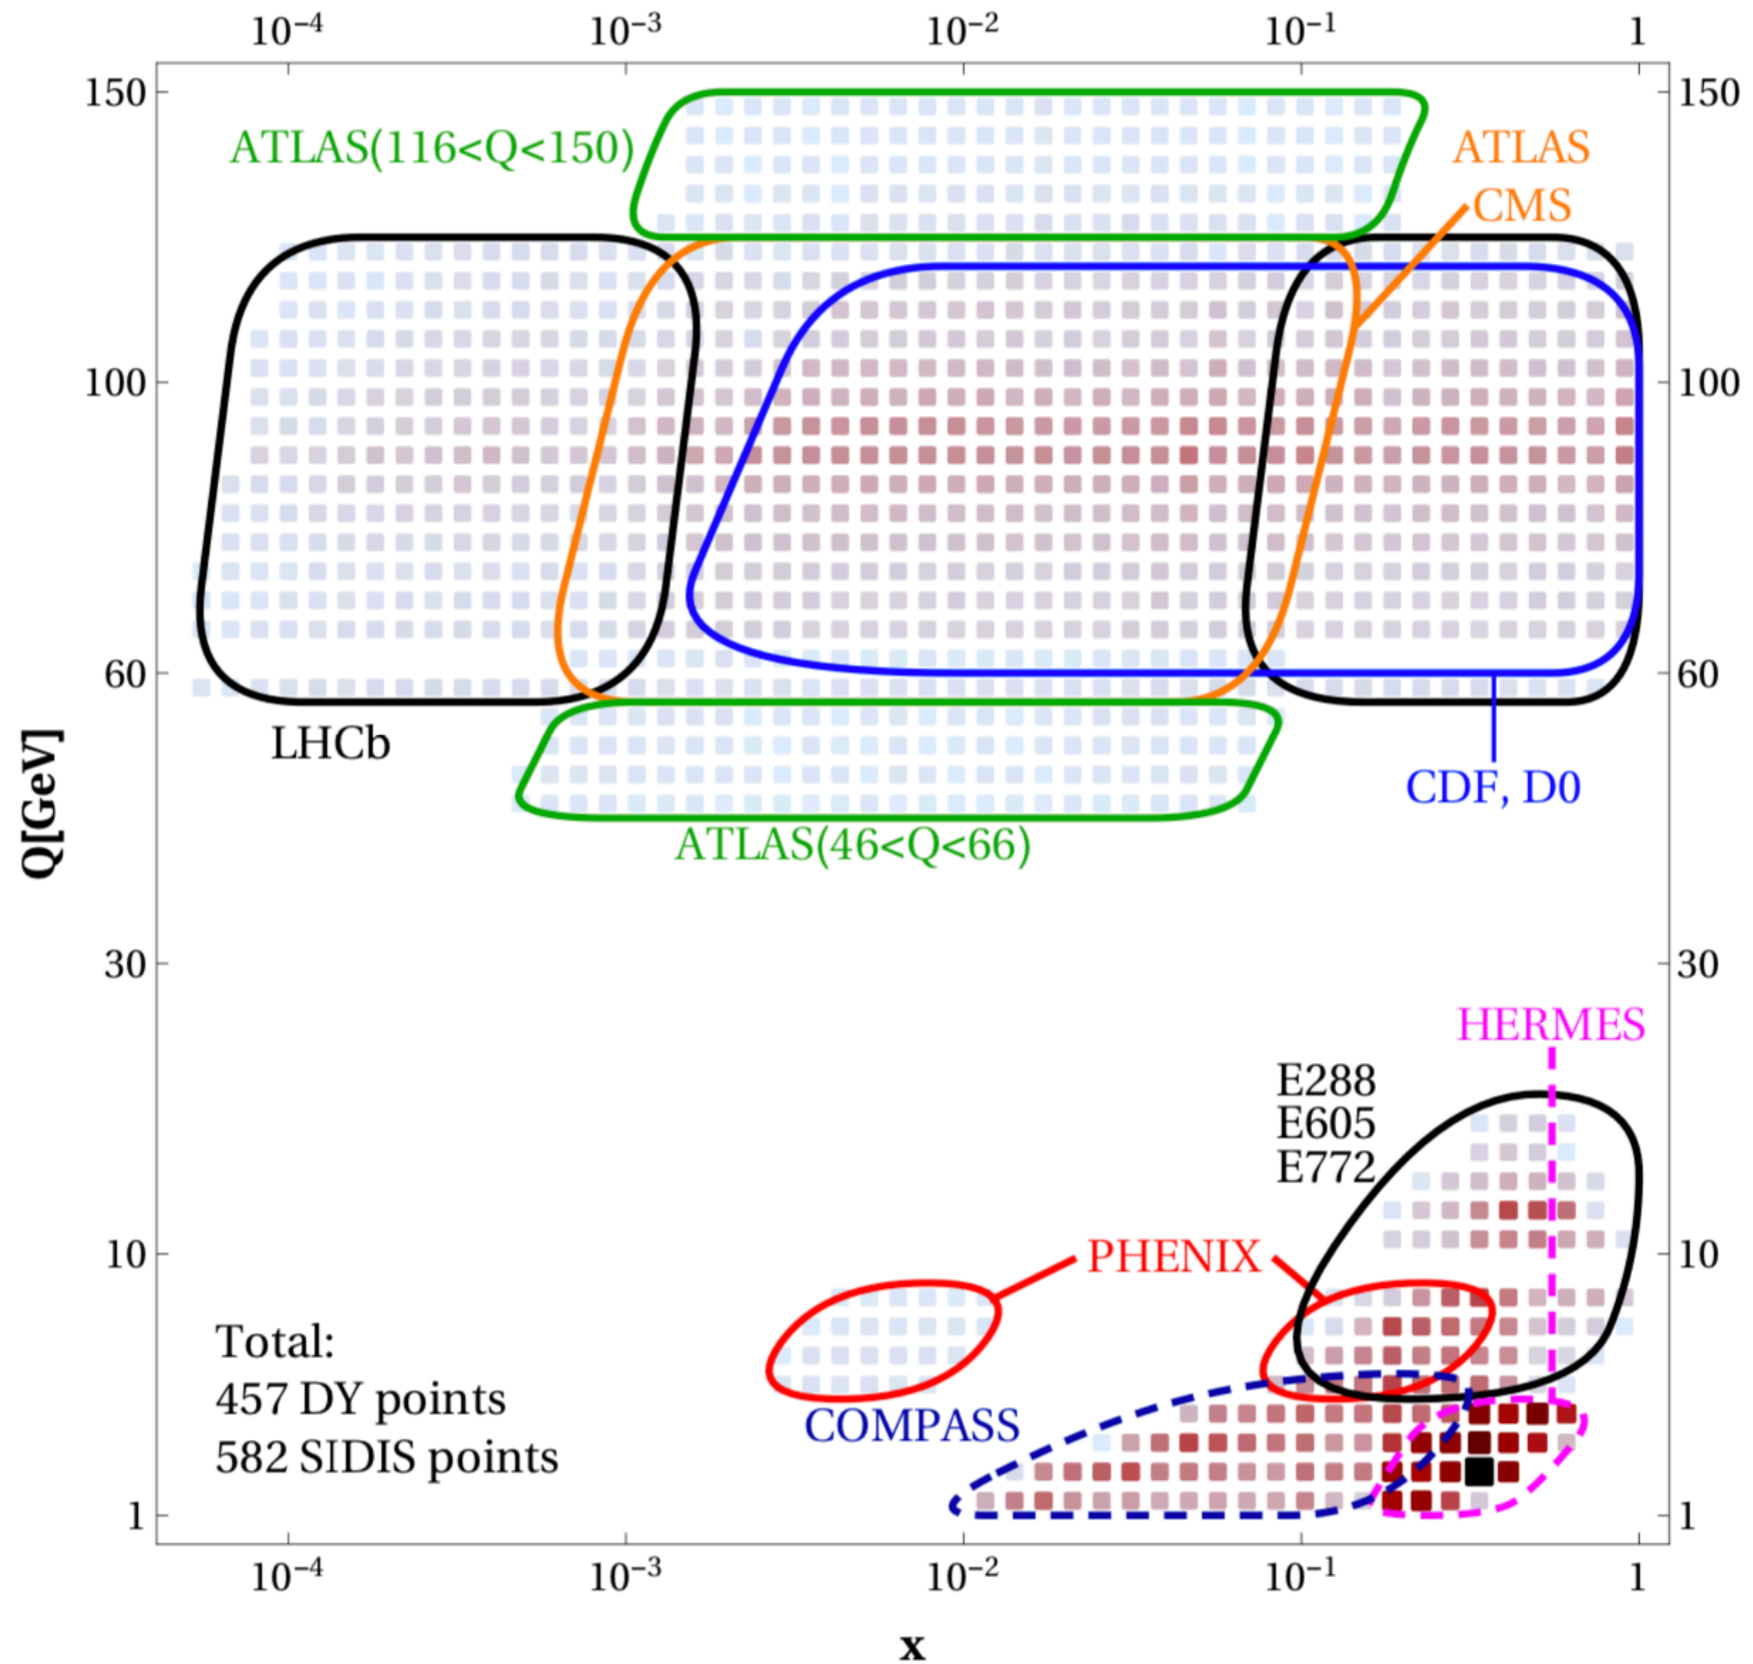 10⁻⁴ 10⁻³ 10⁻² 10⁻¹ 1
150 150
ATLAS(116<Q<150) ATLAS
CMS
100 100
60 60
LHCb
CDF, D0
ATLAS(46<Q<66)
Q[GeV]
30 30
HERMES
E288
E605
E772
10 PHENIX 10
Total:
457 DY points COMPASS
582 SIDIS points
1 1
10⁻⁴ 10⁻³ 10⁻² 10⁻¹ 1
x